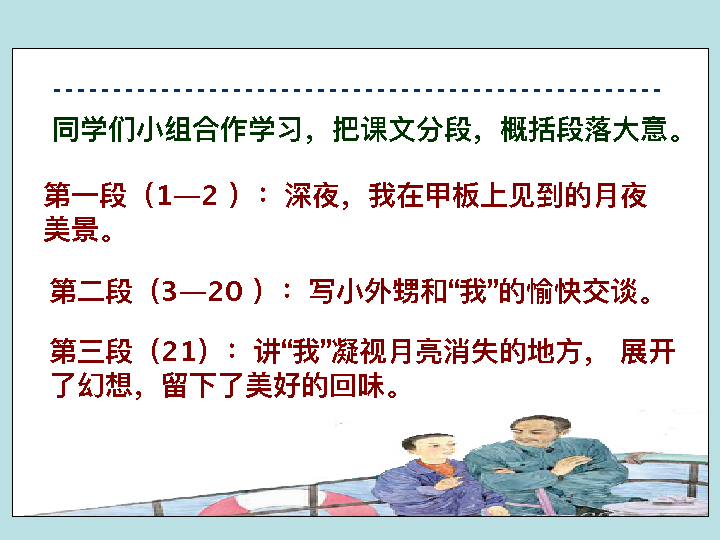 同学们小组合作学习，把课文分段，概括段落大意。
第一段（1—2 ）：深夜，我在甲板上见到的月夜
美景。
第二段（3—20 ）：写小外甥和“我”的愉快交谈。
第三段（21）：讲“我”凝视月亮消失的地方， 展开
了幻想，留下了美好的回味。